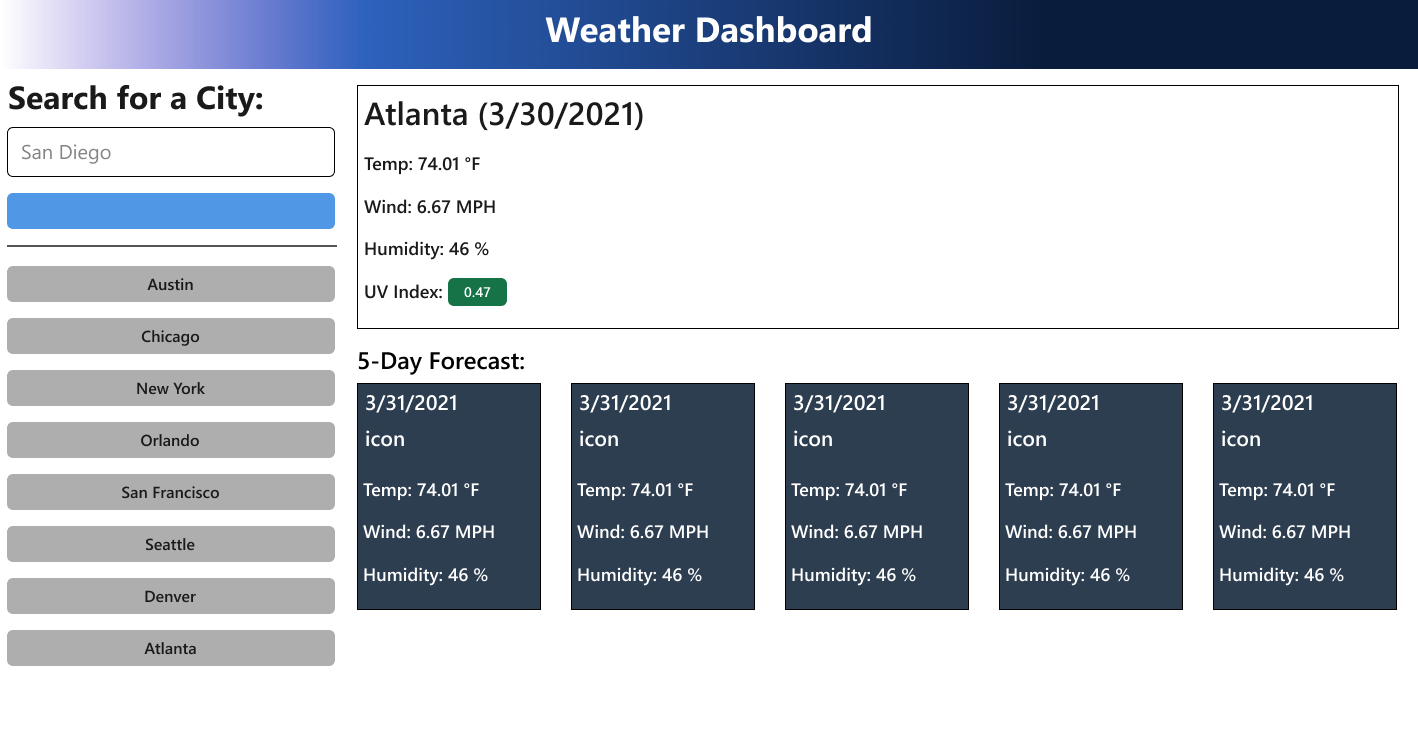 Weather Dashboard
Search for a City:
San Diego
Austin
Chicago
New York
Orlando
San Francisco
Seattle
Denver
Atlanta
Atlanta (3/30/2021)
Temp: 74.01 °F
Wind: 6.67 MPH
Humidity: 46 %
UV Index: 0.47
5-Day Forecast:
3/31/2021
icon
Temp: 74.01 °F
Wind: 6.67 MPH
Humidity: 46 %
3/31/2021
icon
Temp: 74.01 °F
Wind: 6.67 MPH
Humidity: 46 %
3/31/2021
icon
Temp: 74.01 °F
Wind: 6.67 MPH
Humidity: 46 %
3/31/2021
icon
Temp: 74.01 °F
Wind: 6.67 MPH
Humidity: 46 %
3/31/2021
icon
Temp: 74.01 °F
Wind: 6.67 MPH
Humidity: 46 %